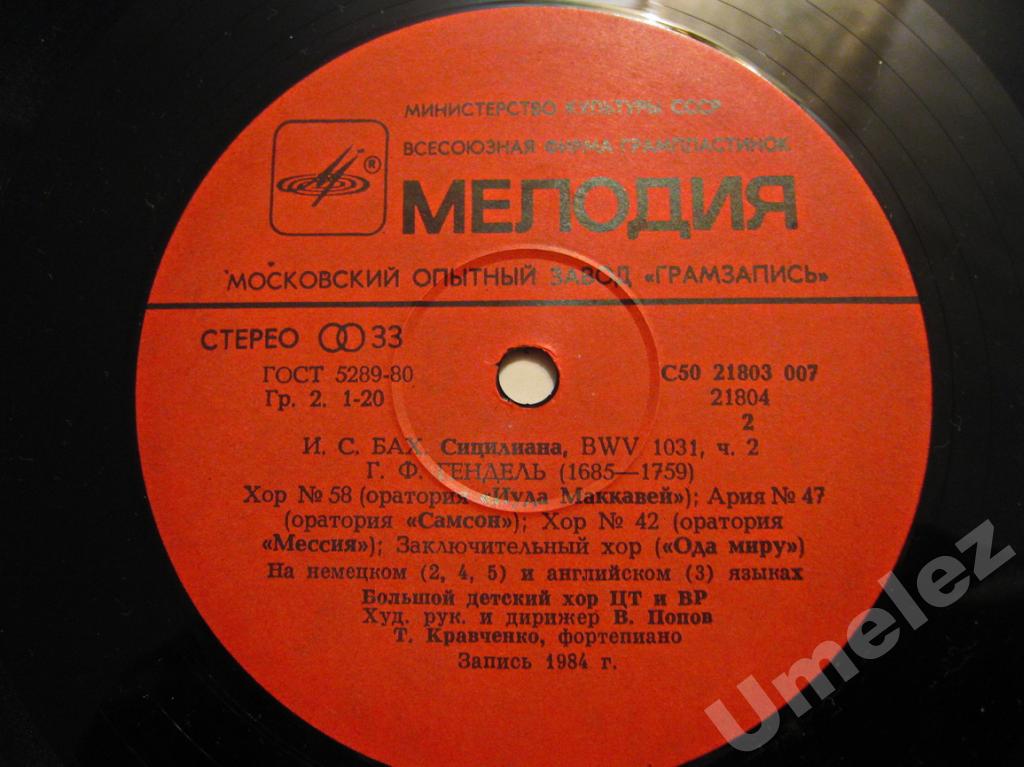 МИНИСТЕРСТВО КУЛЬТУРЫ СССР
ВСЕСОЮЗНАЯ ФИРМА ГРАМПЛАСТИНОК
®
МЕЛОДИЯ
МОСКОВСКИЙ ОПЫТНЫЙ ЗАВОД «ГРАМЗАПИСЬ»
СТЕРЕО 33
ГОСТ 5289-80
Гр. 2. 1-20
С50 21803 007
21804
2
И. С. БАХ. Сицилиана, BWV 1031, ч. 2
Г. Ф. ГЕНДЕЛЬ (1685—1759)
Хор № 58 (оратория «Иуда Маккавей»); Ария № 47
(оратория «Самсон»); Хор № 42 (оратория
«Мессия»); Заключительный хор («Ода миру»)
На немецком (2, 4, 5) и английском (3) языках
Большой детский хор ЦТ и ВР
Худ. рук. и дирижер В. Попов
Т. Кравченко, фортепиано
Запись 1984 г.
Umelez